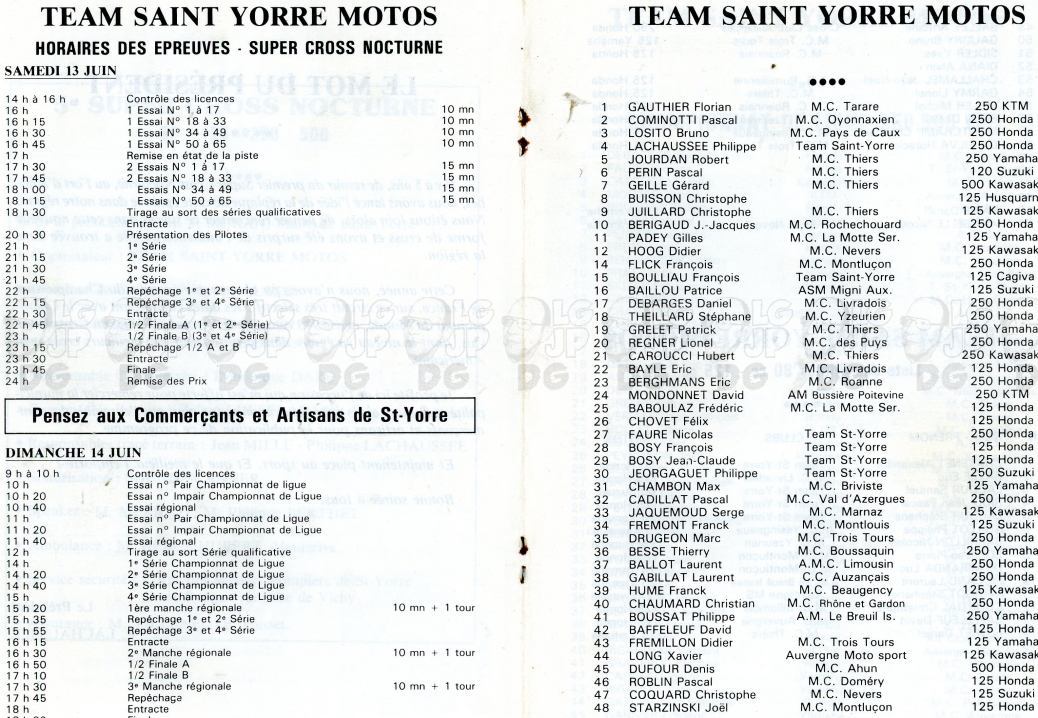 TEAM SAINT YORRE MOTOS
HORAIRES DES EPREUVES - SUPER CROSS NOCTURNE
SAMEDI 13 JUIN
14 h à 16 h Contrôle des licences
16 h 1 Essai N° 1 à 17 10 mn
16 h 15 1 Essai N° 18 à 33 10 mn
16 h 30 1 Essai N° 34 à 49 10 mn
16 h 45 1 Essai N° 50 à 65 10 mn
17 h Remise en état de la piste
17 h 30 2 Essais N° 1 à 17 15 mn
17 h 45 2 Essais N° 18 à 33 15 mn
18 h 00 2 Essais N° 34 à 49 15 mn
18 h 15 2 Essais N° 50 à 65 15 mn
18 h 30 Tirage au sort des séries qualificatives
Entracte
20 h 30 Présentation des Pilotes
21 h 1e Série
21 h 15 2e Série
21 h 30 3e Série
21 h 45 4e Série
22 h Repéchage 1e et 2e Série
22 h 15 Repéchage 3e et 4e Série
22 h 30 Entracte
22 h 45 1/2 Finale A (1e et 2e Série)
23 h 1/2 Finale B (3e et 4e Série)
23 h 15 Repéchage 1/2 A et B
23 h 30 Entracte
23 h 45 Finale
24 h Remise des Prix
Pensez aux Commerçants et Artisans de St-Yorre
DIMANCHE 14 JUIN
9 h à 10 h Contrôle des licences
10 h Essai n° Pair Championnat de ligue
10 h 20 Essai n° Impair Championnat de Ligue
10 h 40 Essai régional
11 h Essai n° Pair Championnat de Ligue
11 h 20 Essai n° Impair Championnat de Ligue
11 h 40 Essai régional
12 h Tirage au sort Série qualificative
14 h 1e Série Championnat de Ligue
14 h 20 2e Série Championnat de Ligue
14 h 40 3e Série Championnat de Ligue
15 h 4e Série Championnat de Ligue
15 h 20 1ère manche régionale 10 mn + 1 tour
15 h 35 Repéchage 1e et 2e Série
15 h 55 Repéchage 3e et 4e Série
16 h 15 Entracte
16 h 30 2e Manche régionale 10 mn + 1 tour
16 h 50 1/2 Finale A
17 h 10 1/2 Finale B
17 h 30 3e Manche régionale 10 mn + 1 tour
17 h 45 Repéchage
18 h Entracte
TEAM SAINT YORRE MOTOS
GAUTHIER Florian M.C. Tarare 250 KTM
2 COMINOTTI Pascal M.C. Oyonnaxien 250 Honda
3 LOSITO Bruno M.C. Pays de Caux 250 Honda
4 LACHAUSSEE Philippe Team Saint-Yorre 250 Honda
5 JOURDAN Robert M.C. Thiers 250 Yamaha
6 PERIN Pascal M.C. Thiers 120 Suzuki
7 GEILLE Gérard M.C. Thiers 500 Kawasak
8 BUISSON Christophe 125 Husquarn
9 JUILLARD Christophe M.C. Thiers 125 Kawasak
10 BERIGAUD J.-Jacques M.C. Rochechouard 250 Honda
11 PADEY Gilles M.C. La Motte Ser. 125 Yamaha
12 HOOG Didier M.C. Nevers 125 Kawasak
14 FLICK François M.C. Montluçon 250 Honda
15 BOULLIAU François Team Saint-Yorre 125 Cagiva
16 BAILLOU Patrice ASM Migni Aux. 125 Suzuki
17 DEBARGES Daniel M.C. Livradois 250 Honda
18 THEILLARD Stéphane M.C. Yzeurien 250 Honda
19 GRELET Patrick M.C. Thiers 250 Yamaha
20 REGNER Lionel M.C. des Puys 250 Honda
21 CAROUCCI Hubert M.C. Thiers 250 Kawasak
22 BAYLE Eric M.C. Livradois 125 Honda
23 BERGHMANS Eric M.C. Roanne 250 Honda
24 MONDONNET David AM Bussière Poitevine 250 KTM
25 BABOULAZ Frédéric M.C. La Motte Ser. 125 Honda
26 CHOVET Félix 125 Honda
27 FAURE Nicolas Team St-Yorre 250 Honda
28 BOSY François Team St-Yorre 250 Honda
29 BOSY Jean-Claude Team St-Yorre 250 Honda
30 JEORGAGUET Philippe Team St-Yorre 250 Suzuki
31 CHAMBON Max M.C. Briviste 125 Yamaha
32 CADILLAT Pascal M.C. Val d'Azergues 250 Honda
33 JAQUEMOUD Serge M.C. Marnaz 125 Kawasak
34 FREMONT Franck M.C. Montlouis 125 Suzuki
35 DRUGEON Marc M.C. Trois Tours 250 Honda
36 BESSE Thierry M.C. Boussaquin 250 Yamaha
37 BALLOT Laurent A.M.C. Limousin 250 Honda
38 GABILLAT Laurent C.C. Auzançais 250 Honda
39 HUME Franck M.C. Beaugency 125 Kawasak
40 CHAUMARD Christian M.C. Rhône et Gardon 250 Honda
41 BOUSSAT Philippe A.M. Le Breuil Is. 250 Yamaha
42 BAFFELEUF David 125 Honda
43 FREMILLON Didier M.C. Trois Tours 125 Yamaha
44 LONG Xavier Auvergne Moto sport 125 Kawasak
45 DUFOUR Denis M.C. Ahun 500 Honda
46 ROBLIN Pascal M.C. Doméry 125 Honda
47 COQUARD Christophe M.C. Nevers 125 Suzuki
48 STARZINSKI Joël M.C. Montluçon 125 Honda